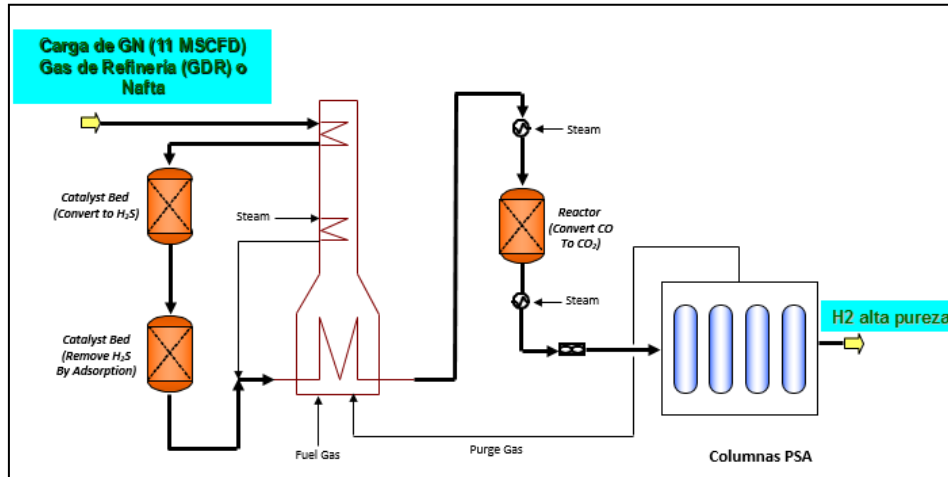 Carga de GN (11 MSCFD)
Gas de Refinería (GDR) o
Nafta
Steam
Catalyst Bed
(Convert to H₂S)
Steam
Reactor
(Convert CO
To CO₂)
Steam
H2 alta pureza
Catalyst Bed
(Remove H₂S
By Adsorption)
Fuel Gas
Purge Gas
Columnas PSA